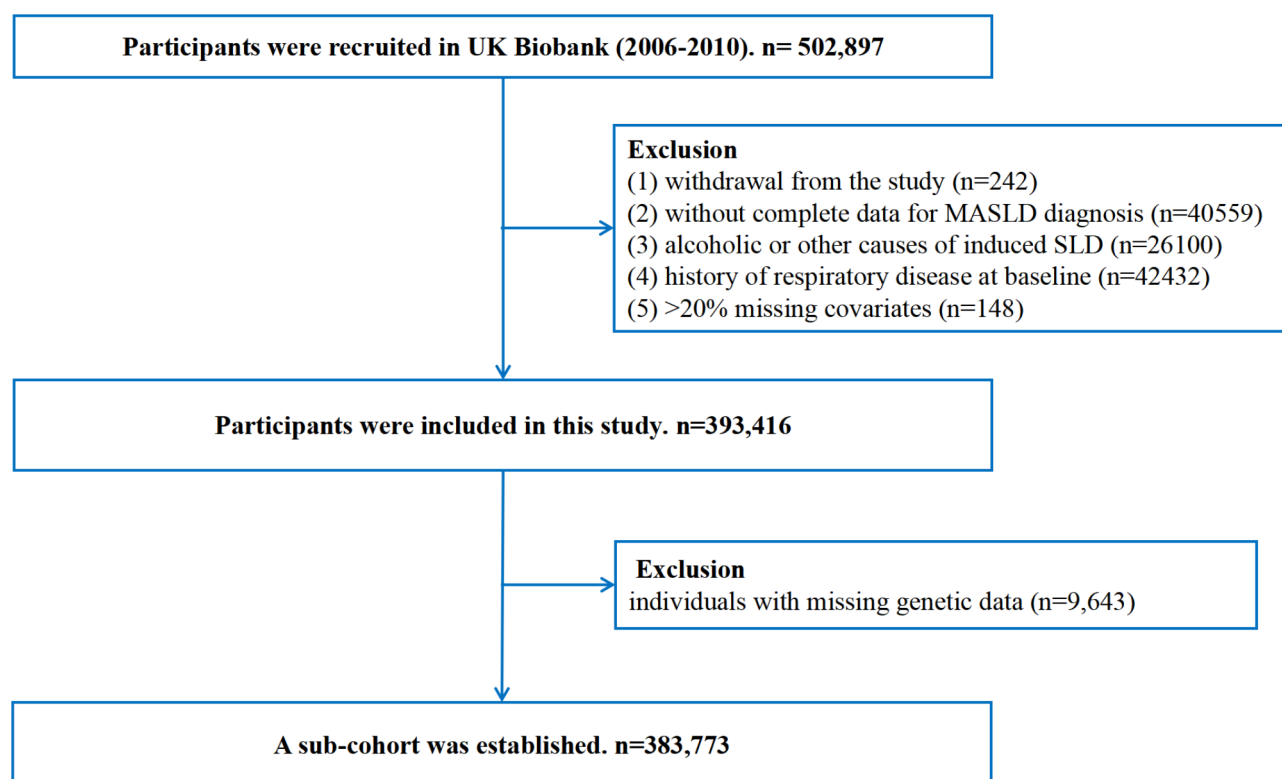 Participants were recruited in UK Biobank (2006-2010). n= 502,897
Exclusion
(1) withdrawal from the study (n=242)
(2) without complete data for MASLD diagnosis (n=40559)
(3) alcoholic or other causes of induced SLD (n=26100)
(4) history of respiratory disease at baseline (n=42432)
(5) >20% missing covariates (n=148)
Participants were included in this study. n=393,416
Exclusion
individuals with missing genetic data (n=9,643)
A sub-cohort was established. n=383,773